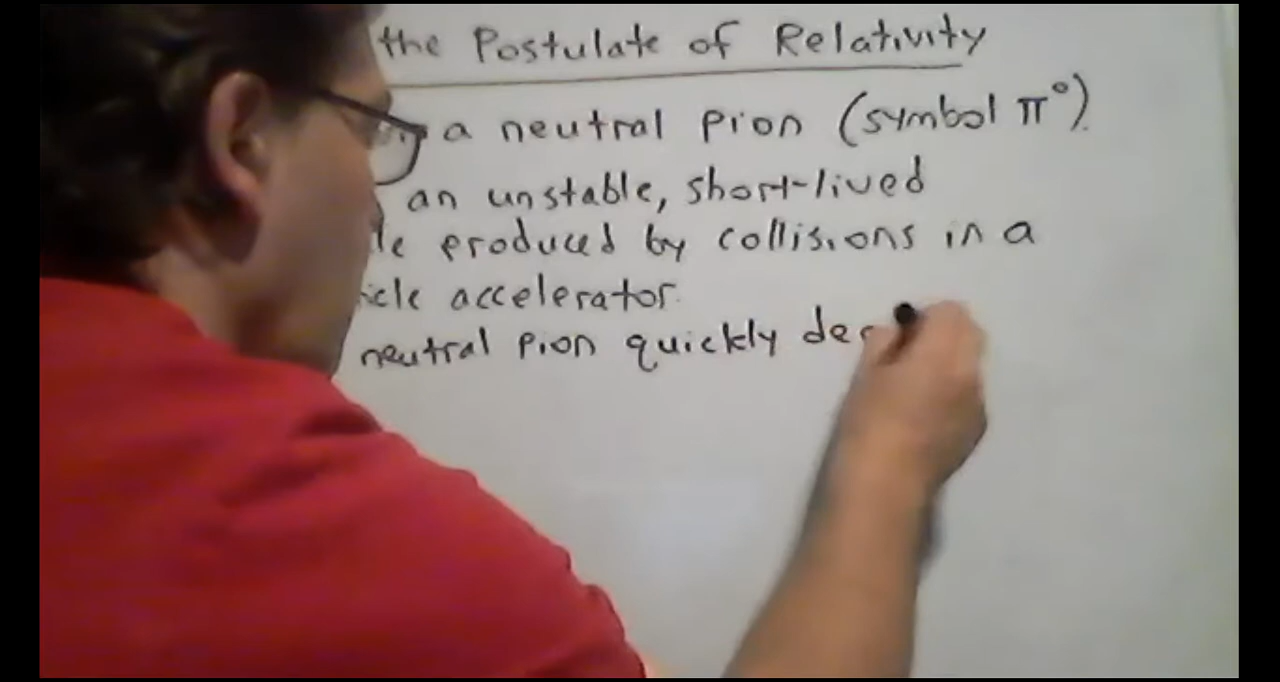 the Postulate of Relativity
a neutral pion (symbol π°).
an unstable, short-lived
produced by collisions in a
accelerator.
neutral pion quickly